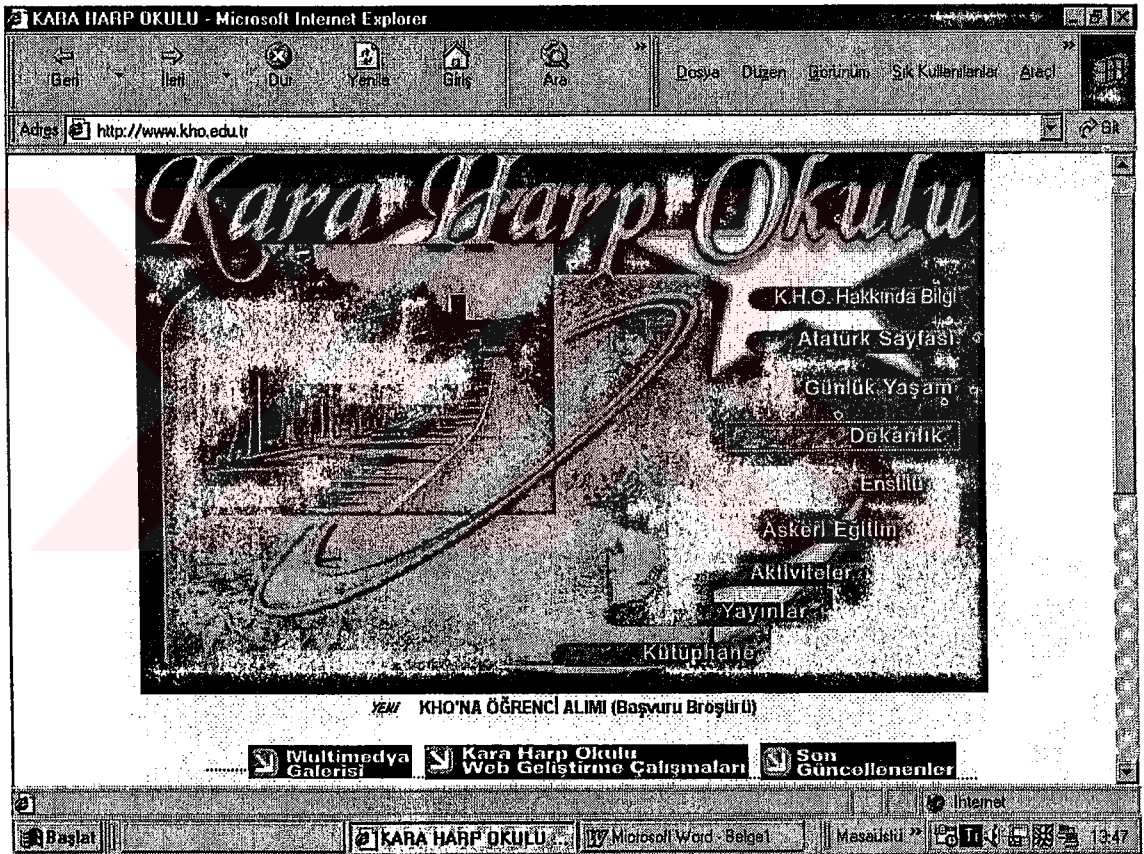 KARA HARP OKULU - Microsoft Internet Explorer
Geri İleri Dur Yenile Giriş Ara » Dosya Düzen Görünüm Sık Kullanılanlar Araçl »
Adres http://www.kho.edu.tr Git
Kara Harp Okulu
K.H.O. Hakkında Bilgi
Atatürk Sayfası
Günlük Yaşam
Dekanlık
Enstitü
Askeri Eğitim
Aktiviteler
Yayınlar
Kütüphane
YENİ KHO'NA ÖĞRENCİ ALIMI (Başvuru Broşürü)
Multimedya Galerisi
Kara Harp Okulu Web Geliştirme Çalışmaları
Son Güncellenenler
Internet
Başlat KARA HARP OKULU ... Microsoft Word - Belge1 Masaüstü » 13:47